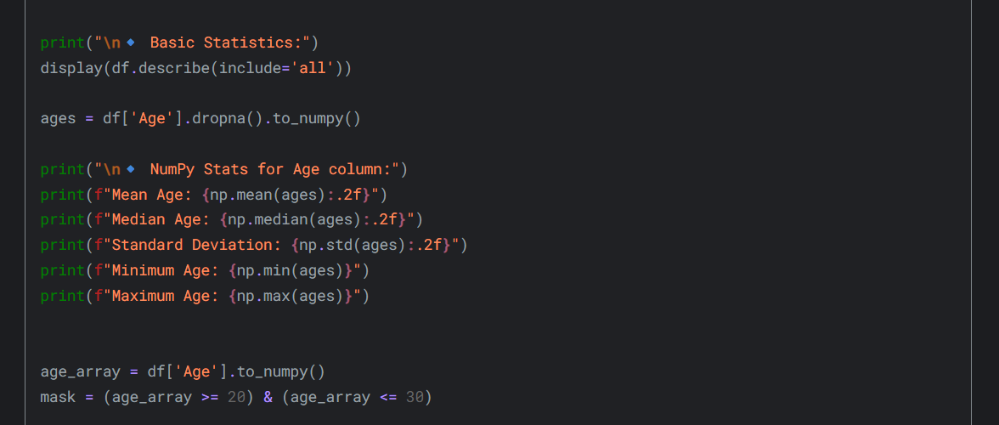 print("\n🔹 Basic Statistics:")
display(df.describe(include='all'))
ages = df['Age'].dropna().to_numpy()
print("\n🔹 NumPy Stats for Age column:")
print(f"Mean Age: {np.mean(ages):.2f}")
print(f"Median Age: {np.median(ages):.2f}")
print(f"Standard Deviation: {np.std(ages):.2f}")
print(f"Minimum Age: {np.min(ages)}")
print(f"Maximum Age: {np.max(ages)}")
age_array = df['Age'].to_numpy()
mask = (age_array >= 20) & (age_array <= 30)